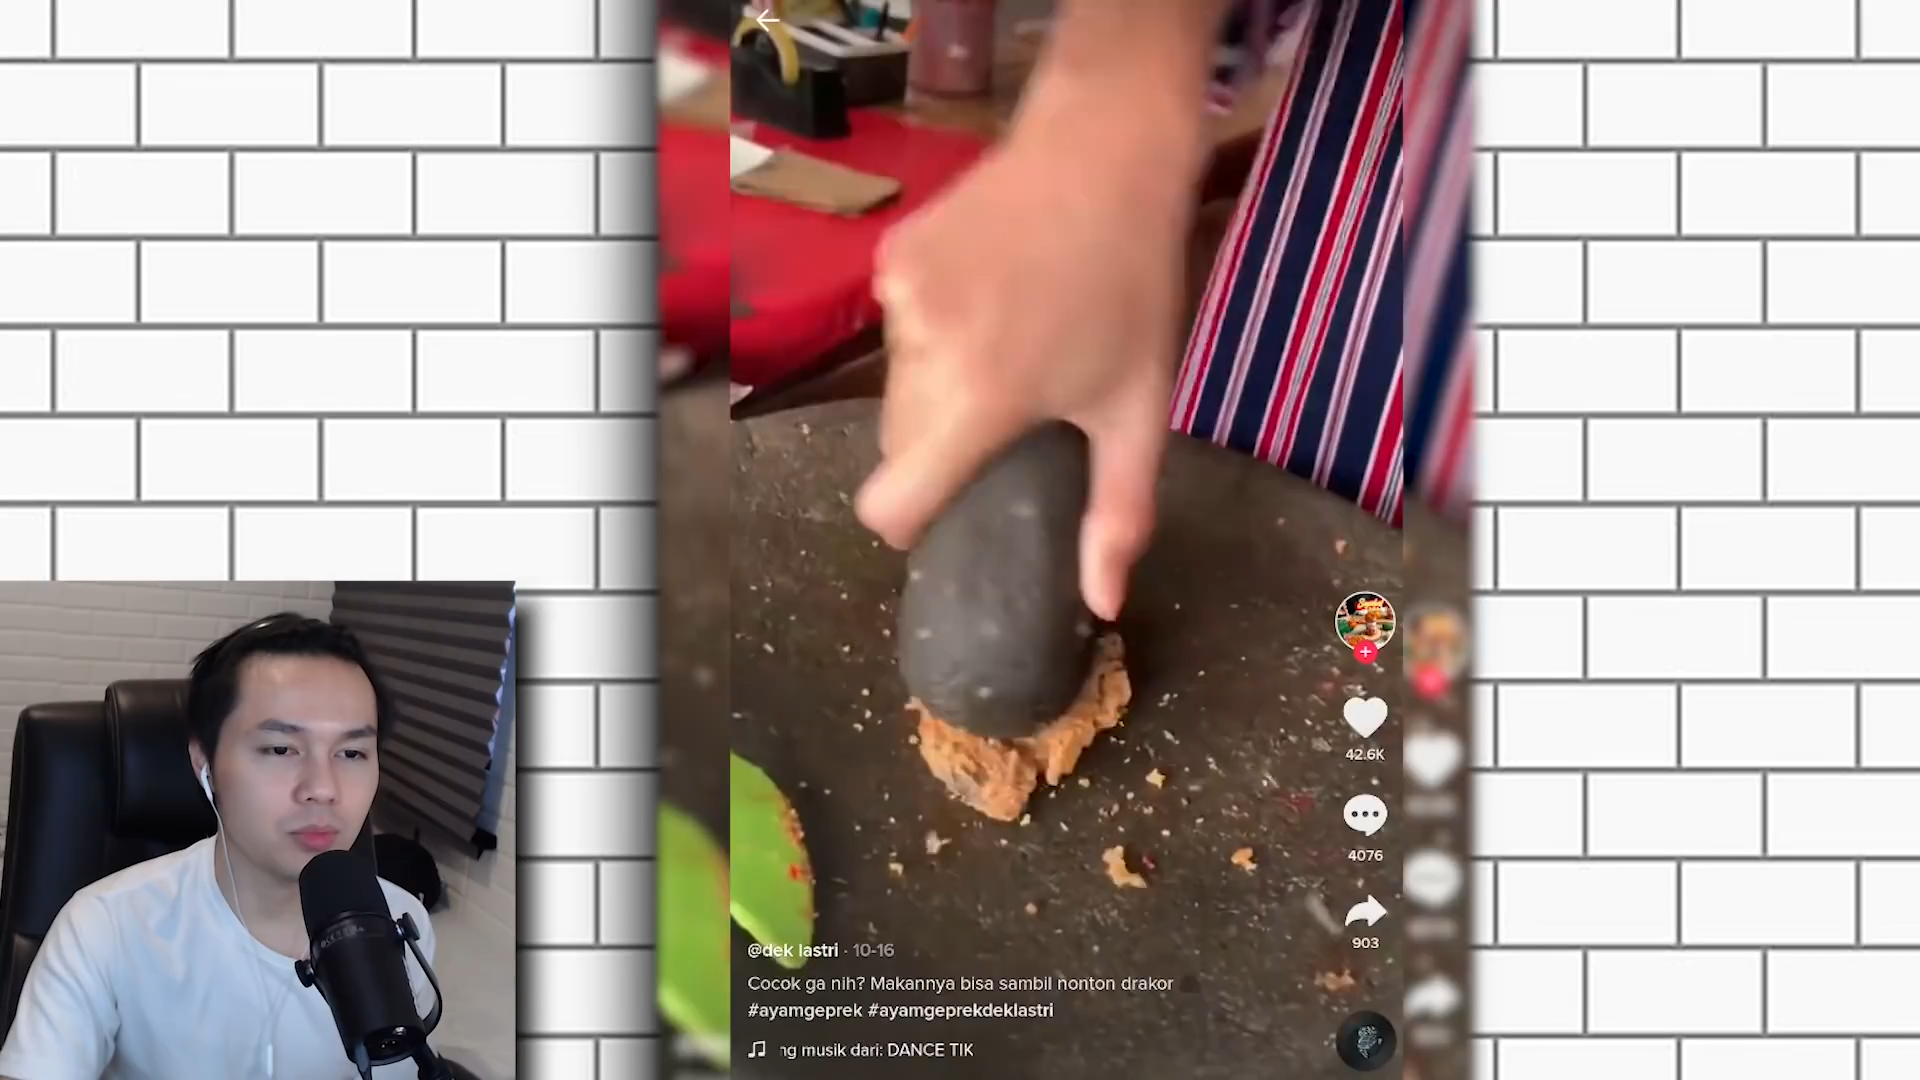 42.6K
4076
903
@dek lastri · 10-16
Cocok ga nih? Makannya bisa sambil nonton drakor
#ayamgeprek #ayamgeprekdeklastri
ng musik dari: DANCE TIK